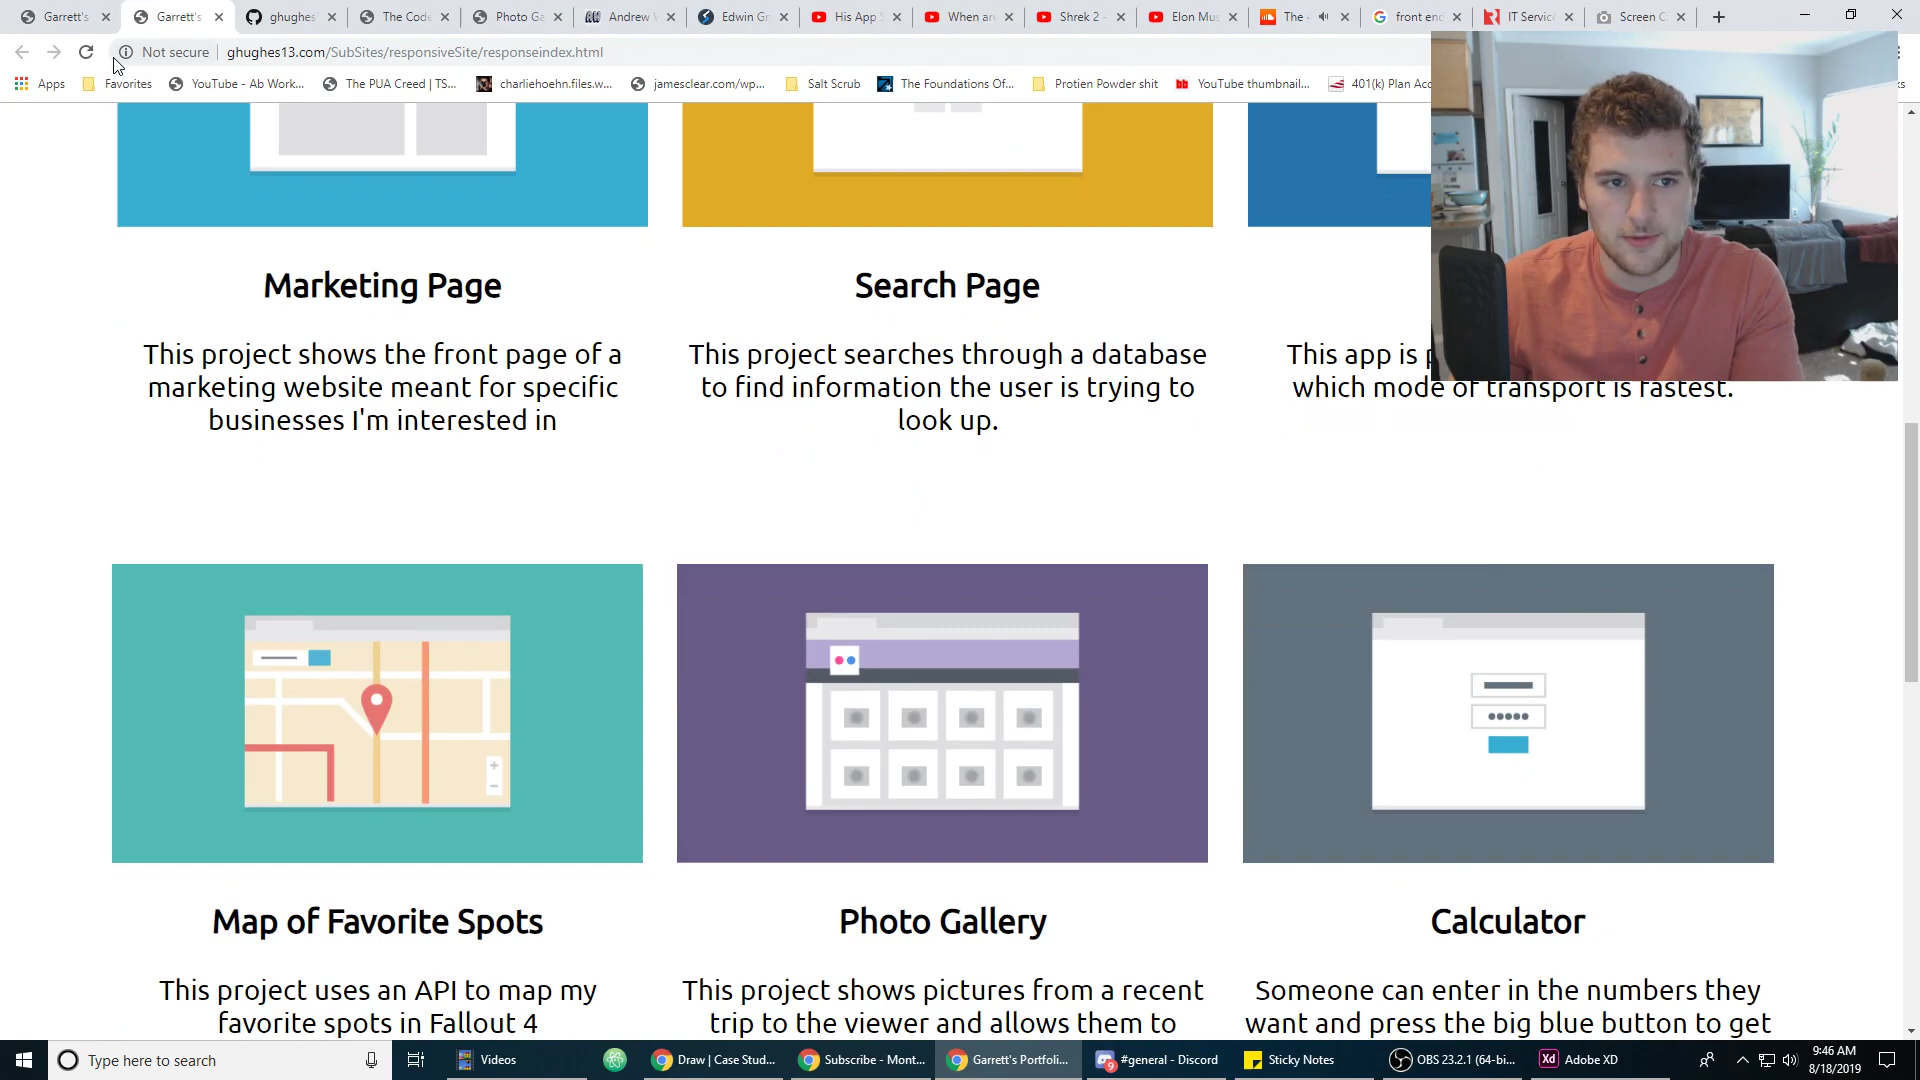 Garrett's
Garrett's
ghughes
The Code
Photo Ga
Andrew
Edwin Gr
His App S
When are
Shrek 2 -
Elon Mus
The
front end
IT Service
Screen C
Not secure
ghughes13.com/SubSites/responsiveSite/responseindex.html
Apps
Favorites
YouTube - Ab Work...
The PUA Creed | TS...
charliehoehn.files.w...
jamesclear.com/wp...
Salt Scrub
The Foundations Of...
Protien Powder shit
YouTube thumbnail...
401(k) Plan Acc
Marketing Page
This project shows the front page of a
marketing website meant for specific
businesses I'm interested in
Search Page
This project searches through a database
to find information the user is trying to
look up.
This app is
which mode of transport is fastest.
Map of Favorite Spots
This project uses an API to map my
favorite spots in Fallout 4
Photo Gallery
This project shows pictures from a recent
trip to the viewer and allows them to
Calculator
Someone can enter in the numbers they
want and press the big blue button to get
Type here to search
Videos
Draw | Case Stud...
Subscribe - Mont...
Garrett's Portfoli...
9
#general - Discord
Sticky Notes
OBS 23.2.1 (64-bi...
Xd
Adobe XD
9:46 AM
8/18/2019